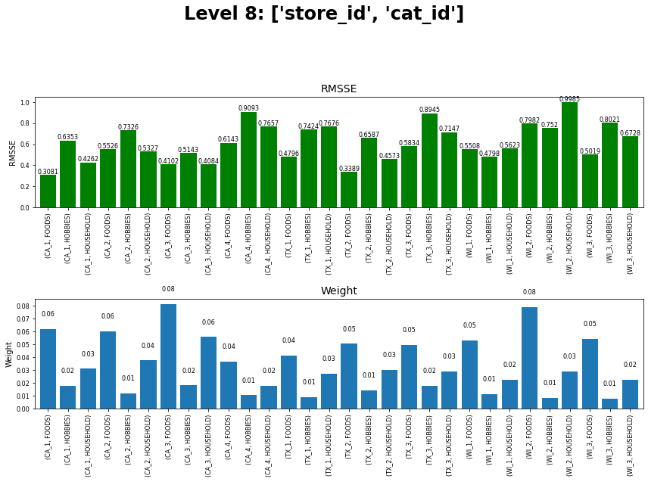 Level 8: ['store_id', 'cat_id']
RMSSE
1.0
0.8
0.6
0.4
0.2
0.0
RMSSE
0.3081 0.6353 0.4262 0.5526 0.7326 0.5327 0.4102 0.5143 0.4084 0.6143 0.9093 0.7657 0.4796 0.7424 0.7676 0.3389 0.6587 0.4573 0.5834 0.8945 0.7147 0.5508 0.4798 0.5623 0.7982 0.752 0.9985 0.5019 0.8021 0.6728
(CA_1, FOODS)
(CA_1, HOBBIES)
(CA_1, HOUSEHOLD)
(CA_2, FOODS)
(CA_2, HOBBIES)
(CA_2, HOUSEHOLD)
(CA_3, FOODS)
(CA_3, HOBBIES)
(CA_3, HOUSEHOLD)
(CA_4, FOODS)
(CA_4, HOBBIES)
(CA_4, HOUSEHOLD)
(TX_1, FOODS)
(TX_1, HOBBIES)
(TX_1, HOUSEHOLD)
(TX_2, FOODS)
(TX_2, HOBBIES)
(TX_2, HOUSEHOLD)
(TX_3, FOODS)
(TX_3, HOBBIES)
(TX_3, HOUSEHOLD)
(WI_1, FOODS)
(WI_1, HOBBIES)
(WI_1, HOUSEHOLD)
(WI_2, FOODS)
(WI_2, HOBBIES)
(WI_2, HOUSEHOLD)
(WI_3, FOODS)
(WI_3, HOBBIES)
(WI_3, HOUSEHOLD)
Weight
0.08
0.07
0.06
0.05
0.04
0.03
0.02
0.01
0.00
Weight
0.06 0.02 0.03 0.06 0.01 0.04 0.08 0.02 0.06 0.04 0.01 0.02 0.04 0.01 0.03 0.05 0.01 0.03 0.05 0.02 0.03 0.05 0.01 0.02 0.08 0.01 0.03 0.05 0.01 0.02
(CA_1, FOODS)
(CA_1, HOBBIES)
(CA_1, HOUSEHOLD)
(CA_2, FOODS)
(CA_2, HOBBIES)
(CA_2, HOUSEHOLD)
(CA_3, FOODS)
(CA_3, HOBBIES)
(CA_3, HOUSEHOLD)
(CA_4, FOODS)
(CA_4, HOBBIES)
(CA_4, HOUSEHOLD)
(TX_1, FOODS)
(TX_1, HOBBIES)
(TX_1, HOUSEHOLD)
(TX_2, FOODS)
(TX_2, HOBBIES)
(TX_2, HOUSEHOLD)
(TX_3, FOODS)
(TX_3, HOBBIES)
(TX_3, HOUSEHOLD)
(WI_1, FOODS)
(WI_1, HOBBIES)
(WI_1, HOUSEHOLD)
(WI_2, FOODS)
(WI_2, HOBBIES)
(WI_2, HOUSEHOLD)
(WI_3, FOODS)
(WI_3, HOBBIES)
(WI_3, HOUSEHOLD)